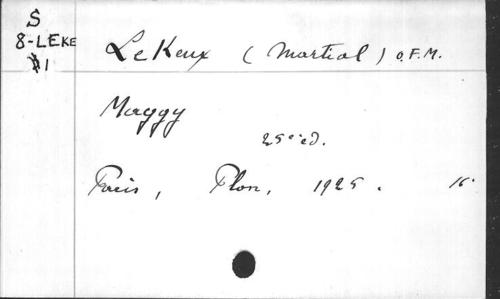 S
8-LEKE
1
LeKeux (Martial) O.F.M.
Maggy
25e éd.
Paris, Plon, 1925. 16°